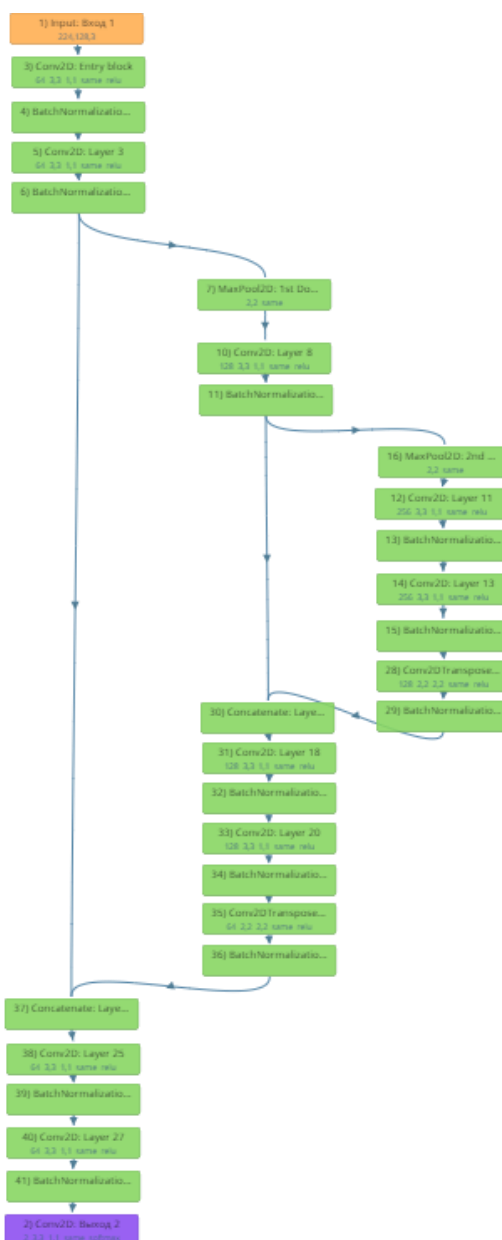 1) Input: Вход 1
224,128,3
3) Conv2D: Entry block
64 3,3 1,1 same relu
4) BatchNormalizatio...
5) Conv2D: Layer 3
64 3,3 1,1 same relu
6) BatchNormalizatio...
7) MaxPool2D: 1st Do...
2,2 same
10) Conv2D: Layer 8
128 3,3 1,1 same relu
11) BatchNormalizatio...
16) MaxPool2D: 2nd ...
2,2 same
12) Conv2D: Layer 11
256 3,3 1,1 same relu
13) BatchNormalizatio...
14) Conv2D: Layer 13
256 3,3 1,1 same relu
15) BatchNormalizatio...
28) Conv2DTranspose...
128 2,2 2,2 same relu
29) BatchNormalizatio...
30) Concatenate: Laye...
31) Conv2D: Layer 18
128 3,3 1,1 same relu
32) BatchNormalizatio...
33) Conv2D: Layer 20
128 3,3 1,1 same relu
34) BatchNormalizatio...
35) Conv2DTranspose...
64 2,2 2,2 same relu
36) BatchNormalizatio...
37) Concatenate: Laye...
38) Conv2D: Layer 25
64 3,3 1,1 same relu
39) BatchNormalizatio...
40) Conv2D: Layer 27
64 3,3 1,1 same relu
41) BatchNormalizatio...
2) Conv2D: Выход 2